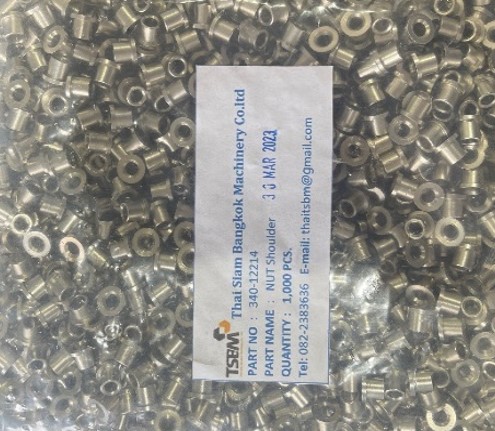 TSBM Thai Siam Bangkok Machinery Co.ltd
PART NO : 340-12214
PART NAME : NUT Shoulder 30 MAR 2023
QUANTITY : 1,000 PCS.
Tel: 082-2383636 E-mail: thaitsbm@gmail.com